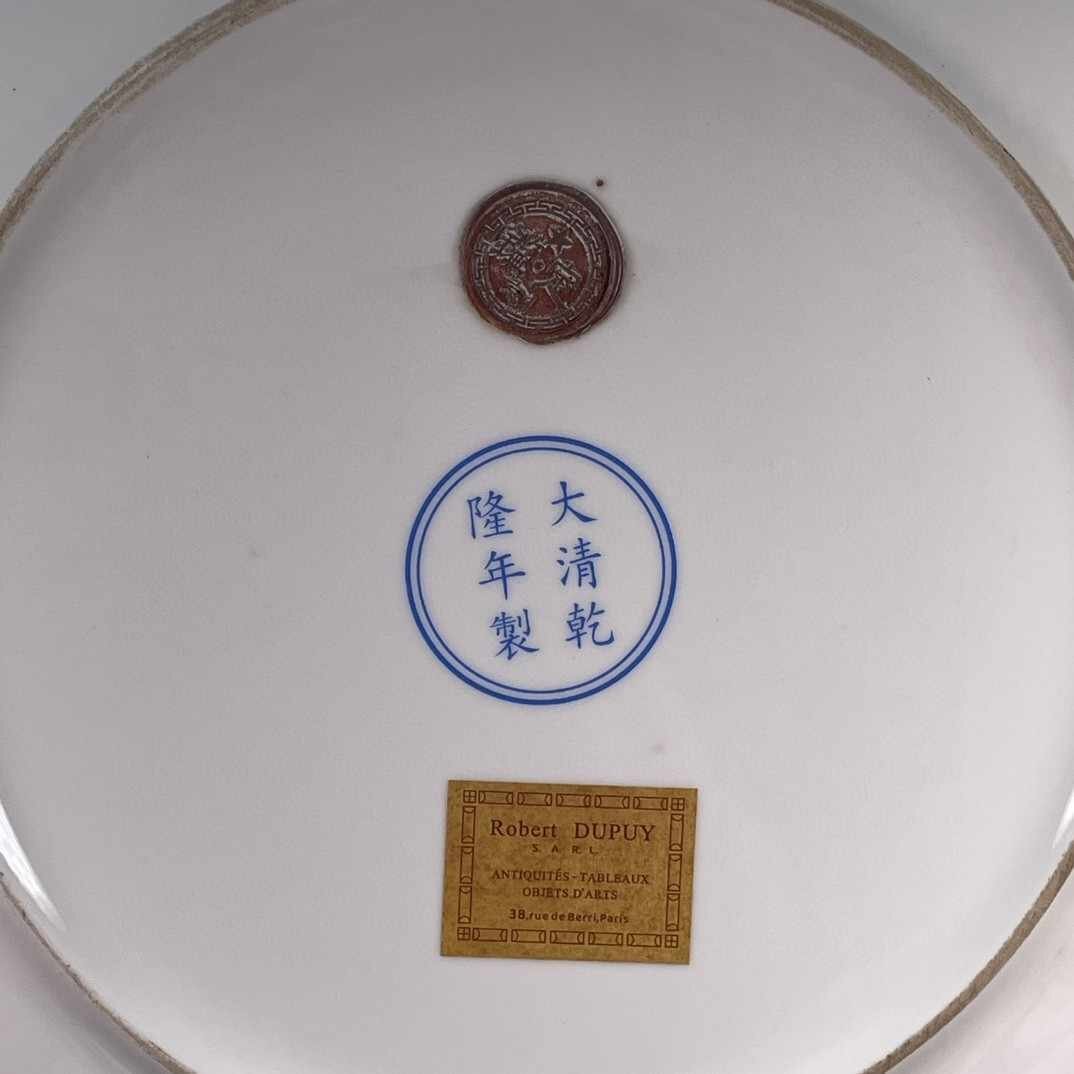 大清乾
隆年製
Robert DUPUY
S.A.R.L.
ANTIQUITÉS-TABLEAUX
OBJETS D'ARTS
38,rue de Berri,Paris